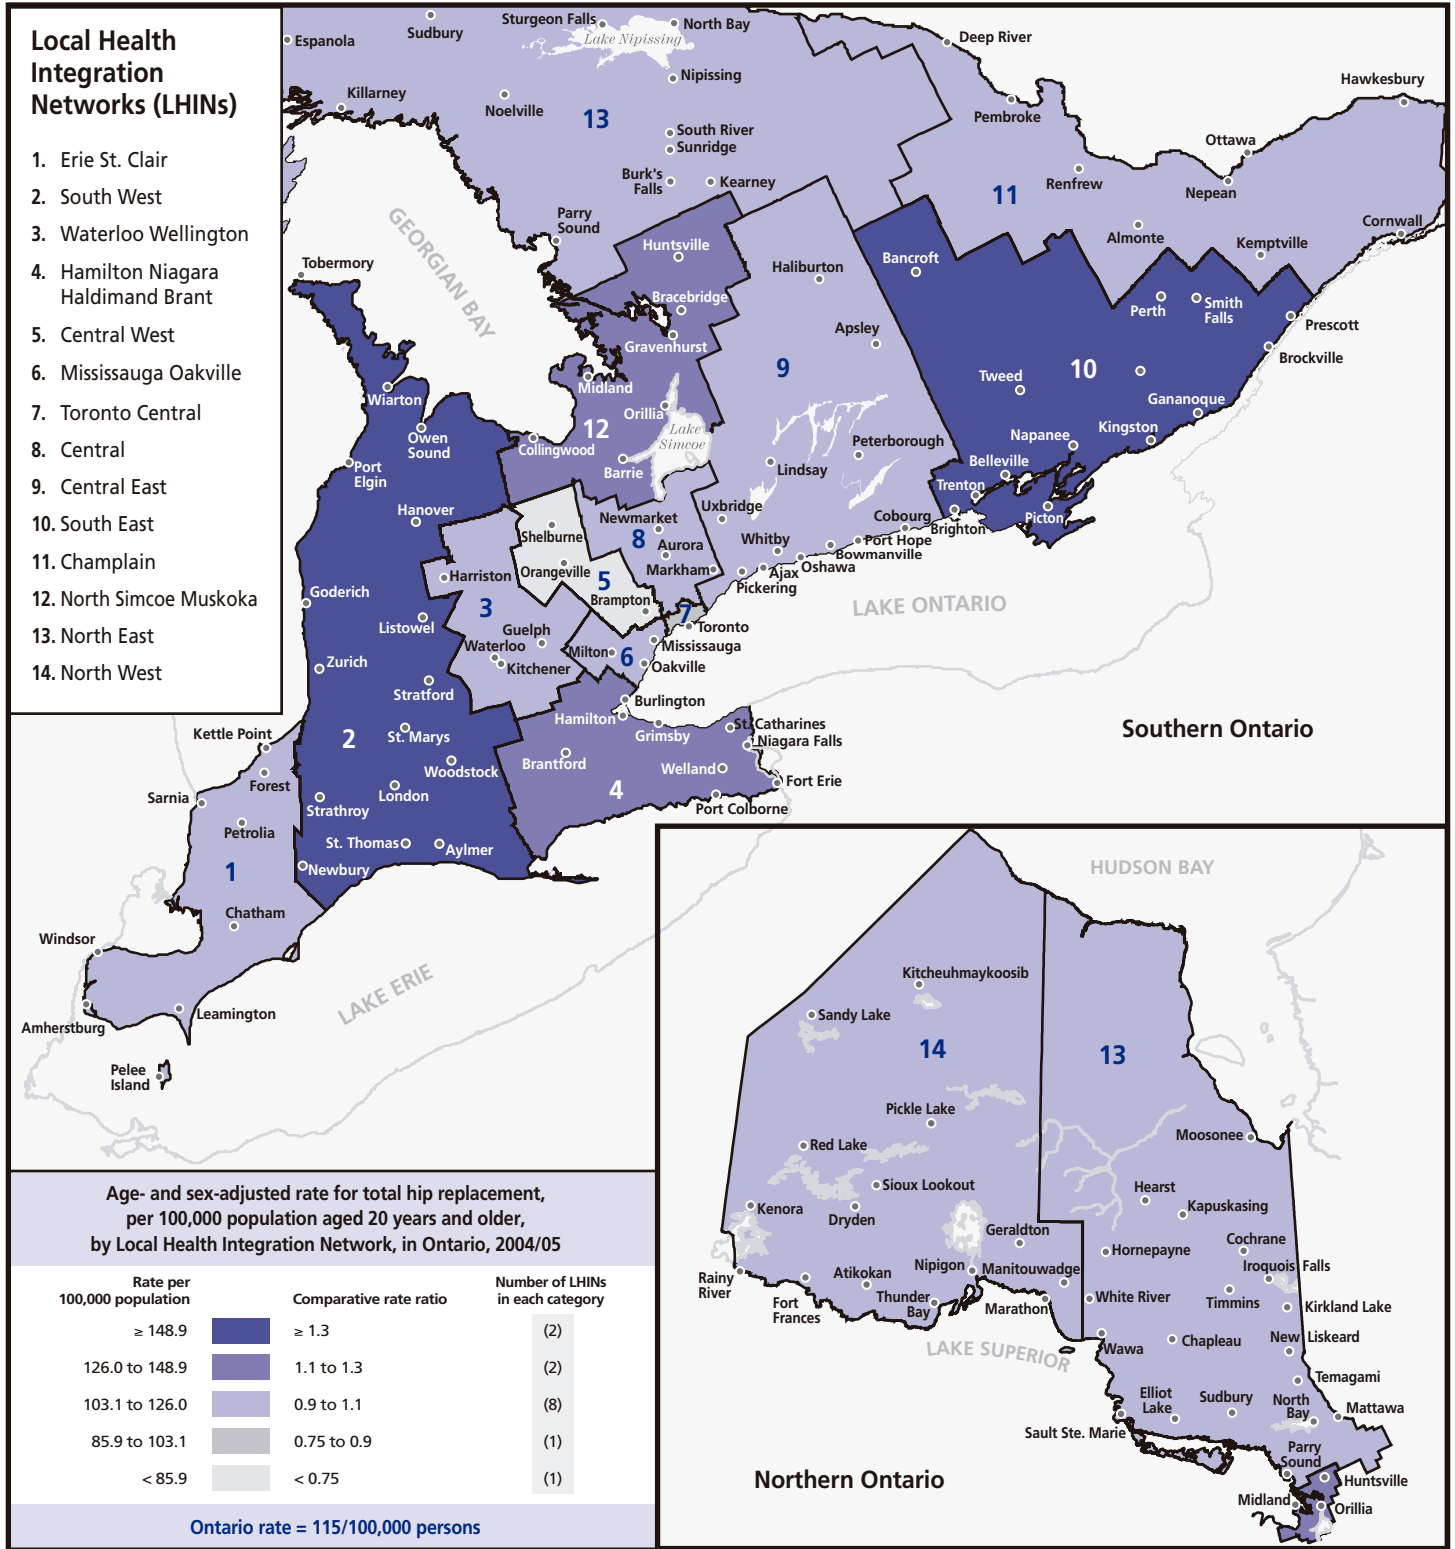 Local Health
Integration
Networks (LHINs)
1. Erie St. Clair
2. South West
3. Waterloo Wellington
4. Hamilton Niagara
Haldimand Brant
5. Central West
6. Mississauga Oakville
7. Toronto Central
8. Central
9. Central East
10. South East
11. Champlain
12. North Simcoe Muskoka
13. North East
14. North West
Espanola
Sudbury
Sturgeon Falls
North Bay
Lake Nipissing
Nipissing
Killarney
Noelville
13
South River
Sunridge
Burk's
Falls
Kearney
Parry
Sound
Deep River
Pembroke
Hawkesbury
Ottawa
Renfrew
Nepean
11
Almonte
Cornwall
Kemptville
GEORGIAN BAY
Tobermory
Huntsville
Bracebridge
Gravenhurst
Midland
Orillia
12
Lake
Simcoe
Collingwood
Barrie
Haliburton
Apsley
9
Peterborough
Lindsay
Uxbridge
Whitby
Cobourg
Port Hope
Bowmanville
Oshawa
Ajax
Pickering
Bancroft
Perth
Smith
Falls
Prescott
Brockville
Tweed
10
Gananoque
Kingston
Napanee
Belleville
Trenton
Brighton
Picton
Wiarton
Owen
Sound
Port
Elgin
Hanover
Goderich
Listowel
Zurich
Stratford
2
St. Marys
Woodstock
London
Strathroy
St. Thomas
Aylmer
Newbury
Shelburne
Orangeville
5
Brampton
Newmarket
8
Aurora
Markham
7
Toronto
Harriston
3
Guelph
Waterloo
Kitchener
Milton
6
Mississauga
Oakville
Burlington
Hamilton
Grimsby
St. Catharines
Niagara Falls
Brantford
Welland
4
Fort Erie
Port Colborne
LAKE ONTARIO
Southern Ontario
Kettle Point
Forest
Sarnia
Petrolia
1
Chatham
Windsor
Amherstburg
Leamington
Pelee
Island
LAKE ERIE
HUDSON BAY
Kitcheuhmaykoosib
Sandy Lake
14
13
Pickle Lake
Red Lake
Moosonee
Sioux Lookout
Kenora
Dryden
Hearst
Kapuskasing
Geraldton
Hornepayne
Cochrane
Iroquois Falls
Nipigon
Manitouwadge
Rainy
River
Atikokan
Fort
Frances
Thunder
Bay
Marathon
White River
Timmins
Kirkland Lake
Wawa
Chapleau
New Liskeard
LAKE SUPERIOR
Temagami
Elliot
Lake
Sudbury
North
Bay
Mattawa
Sault Ste. Marie
Parry
Sound
Huntsville
Midland
Orillia
Northern Ontario
Age- and sex-adjusted rate for total hip replacement,
per 100,000 population aged 20 years and older,
by Local Health Integration Network, in Ontario, 2004/05
Rate per
100,000 population
Comparative rate ratio
Number of LHINs
in each category
≥ 148.9 ≥ 1.3 (2)
126.0 to 148.9 1.1 to 1.3 (2)
103.1 to 126.0 0.9 to 1.1 (8)
85.9 to 103.1 0.75 to 0.9 (1)
< 85.9 < 0.75 (1)
Ontario rate = 115/100,000 persons